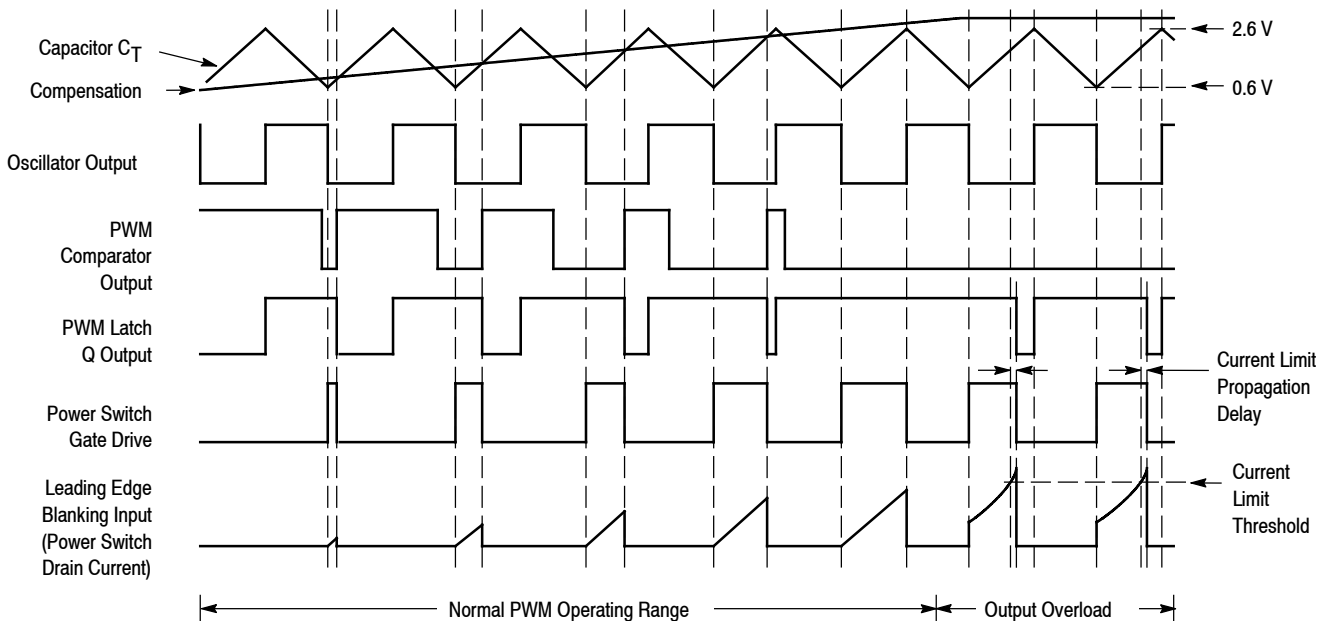 Capacitor CT
Compensation
2.6 V
0.6 V
Oscillator Output
PWM
Comparator
Output
PWM Latch
Q Output
Current Limit
Propagation
Delay
Power Switch
Gate Drive
Leading Edge
Blanking Input
(Power Switch
Drain Current)
Current
Limit
Threshold
Normal PWM Operating Range
Output Overload